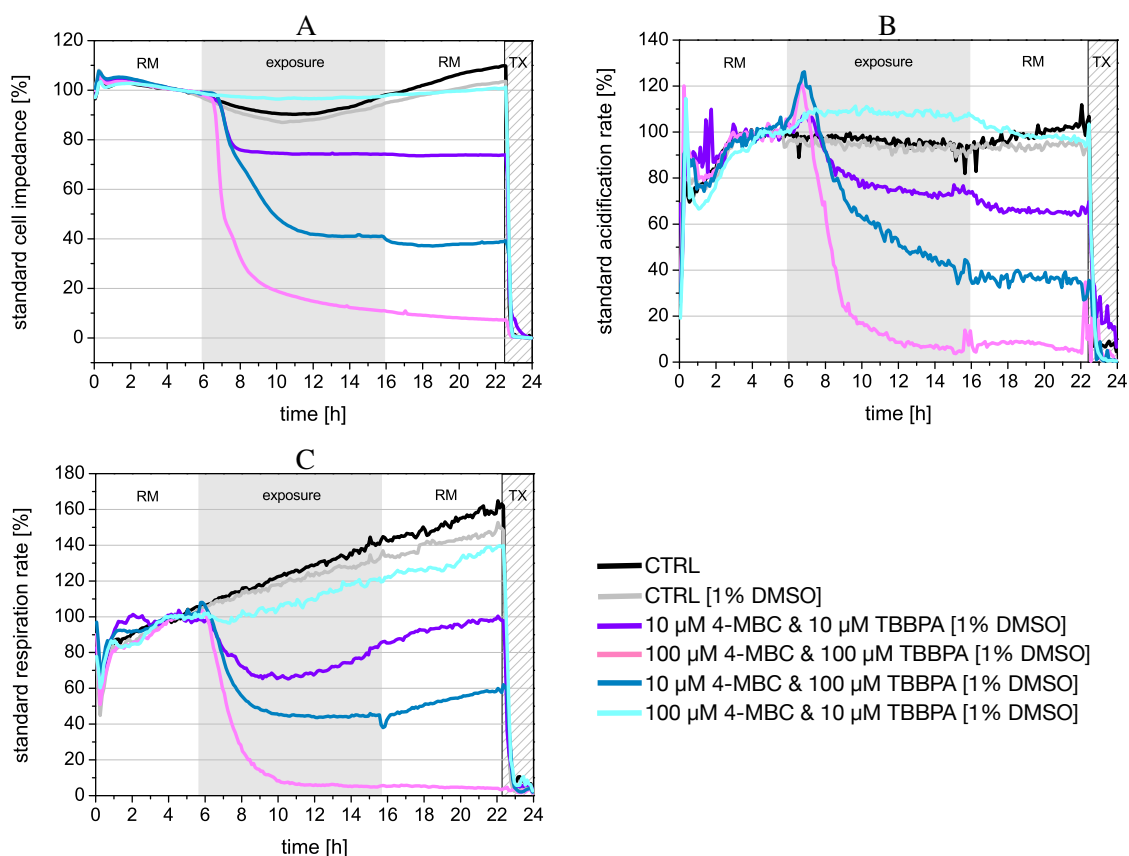 A
standard cell impedance [%]
120
100
80
60
40
20
0
RM
exposure
RM
TX
0 2 4 6 8 10 12 14 16 18 20 22 24
time [h]
B
standard acidification rate [%]
140
120
100
80
60
40
20
0
RM
exposure
RM
TX
0 2 4 6 8 10 12 14 16 18 20 22 24
time [h]
C
standard respiration rate [%]
180
160
140
120
100
80
60
40
20
0
RM
exposure
RM
TX
0 2 4 6 8 10 12 14 16 18 20 22 24
time [h]
CTRL
CTRL [1% DMSO]
10 µM 4-MBC & 10 µM TBBPA [1% DMSO]
100 µM 4-MBC & 100 µM TBBPA [1% DMSO]
10 µM 4-MBC & 100 µM TBBPA [1% DMSO]
100 µM 4-MBC & 10 µM TBBPA [1% DMSO]